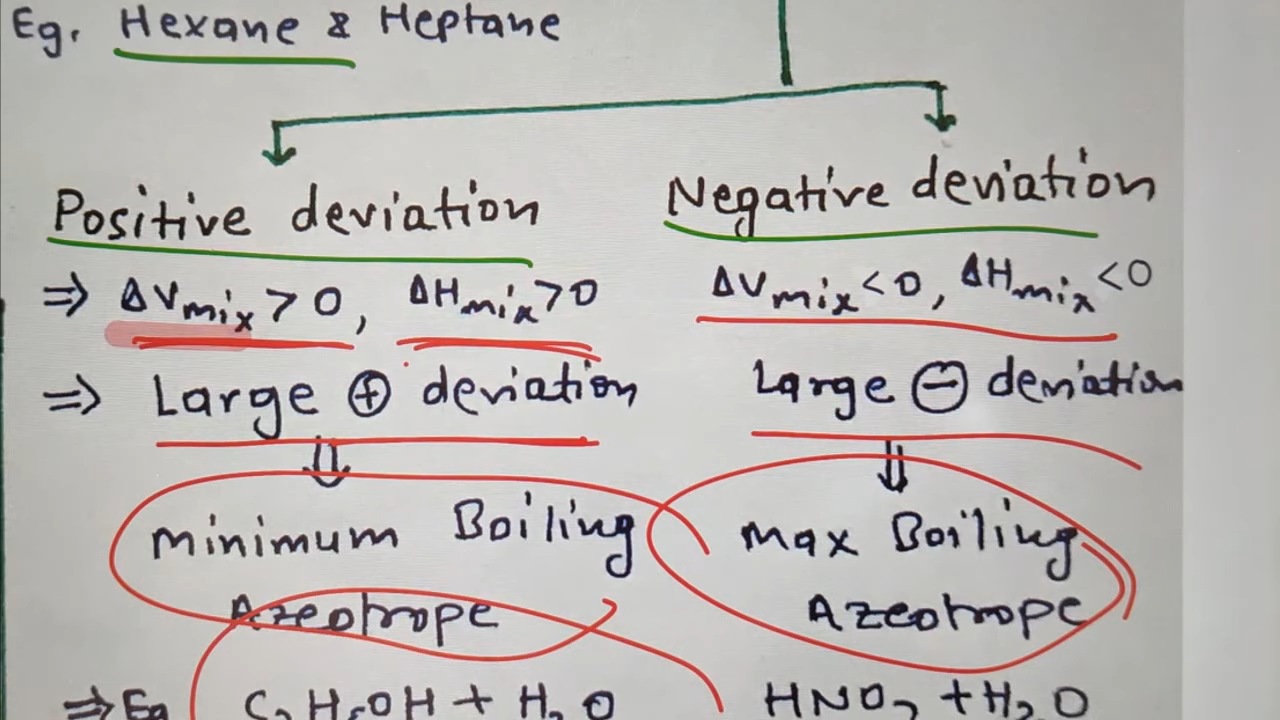 Eg. Hexane & Heptane
Positive deviation
⇒ ΔVmix > 0, ΔHmix > 0
⇒ Large ⊕ deviation
⇓
minimum Boiling
Azeotrope
⇒ Eg C2H5OH + H2O
Negative deviation
ΔVmix < 0, ΔHmix < 0
Large ⊖ deviation
⇓
Max Boiling
Azeotrope
HNO3 + H2O